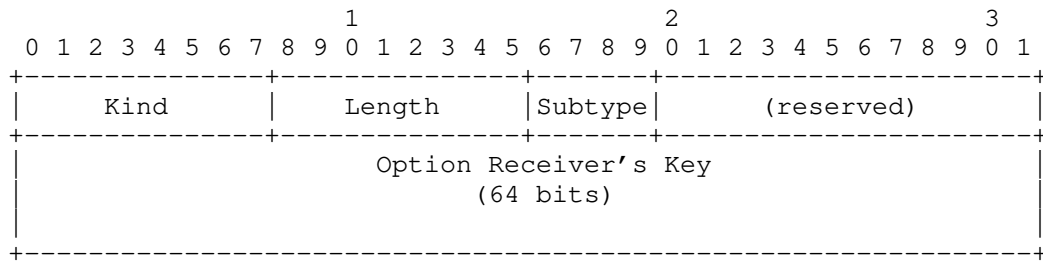 1                   2                   3
 0 1 2 3 4 5 6 7 8 9 0 1 2 3 4 5 6 7 8 9 0 1 2 3 4 5 6 7 8 9 0 1
+---------------+---------------+-------+-----------------------+
|     Kind      |    Length     |Subtype|      (reserved)       |
+---------------+---------------+-------+-----------------------+
|                      Option Receiver's Key                    |
|                            (64 bits)                          |
|                                                               |
+---------------------------------------------------------------+